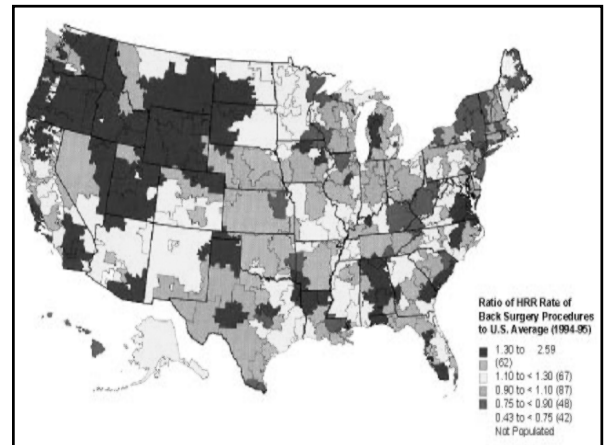 Ratio of HRR Rate of
Back Surgery Procedures
to U.S. Average (1994-95)
1.30 to 2.59
(62)
1.10 to < 1.30 (67)
0.90 to < 1.10 (87)
0.75 to < 0.90 (48)
0.43 to < 0.75 (42)
Not Populated